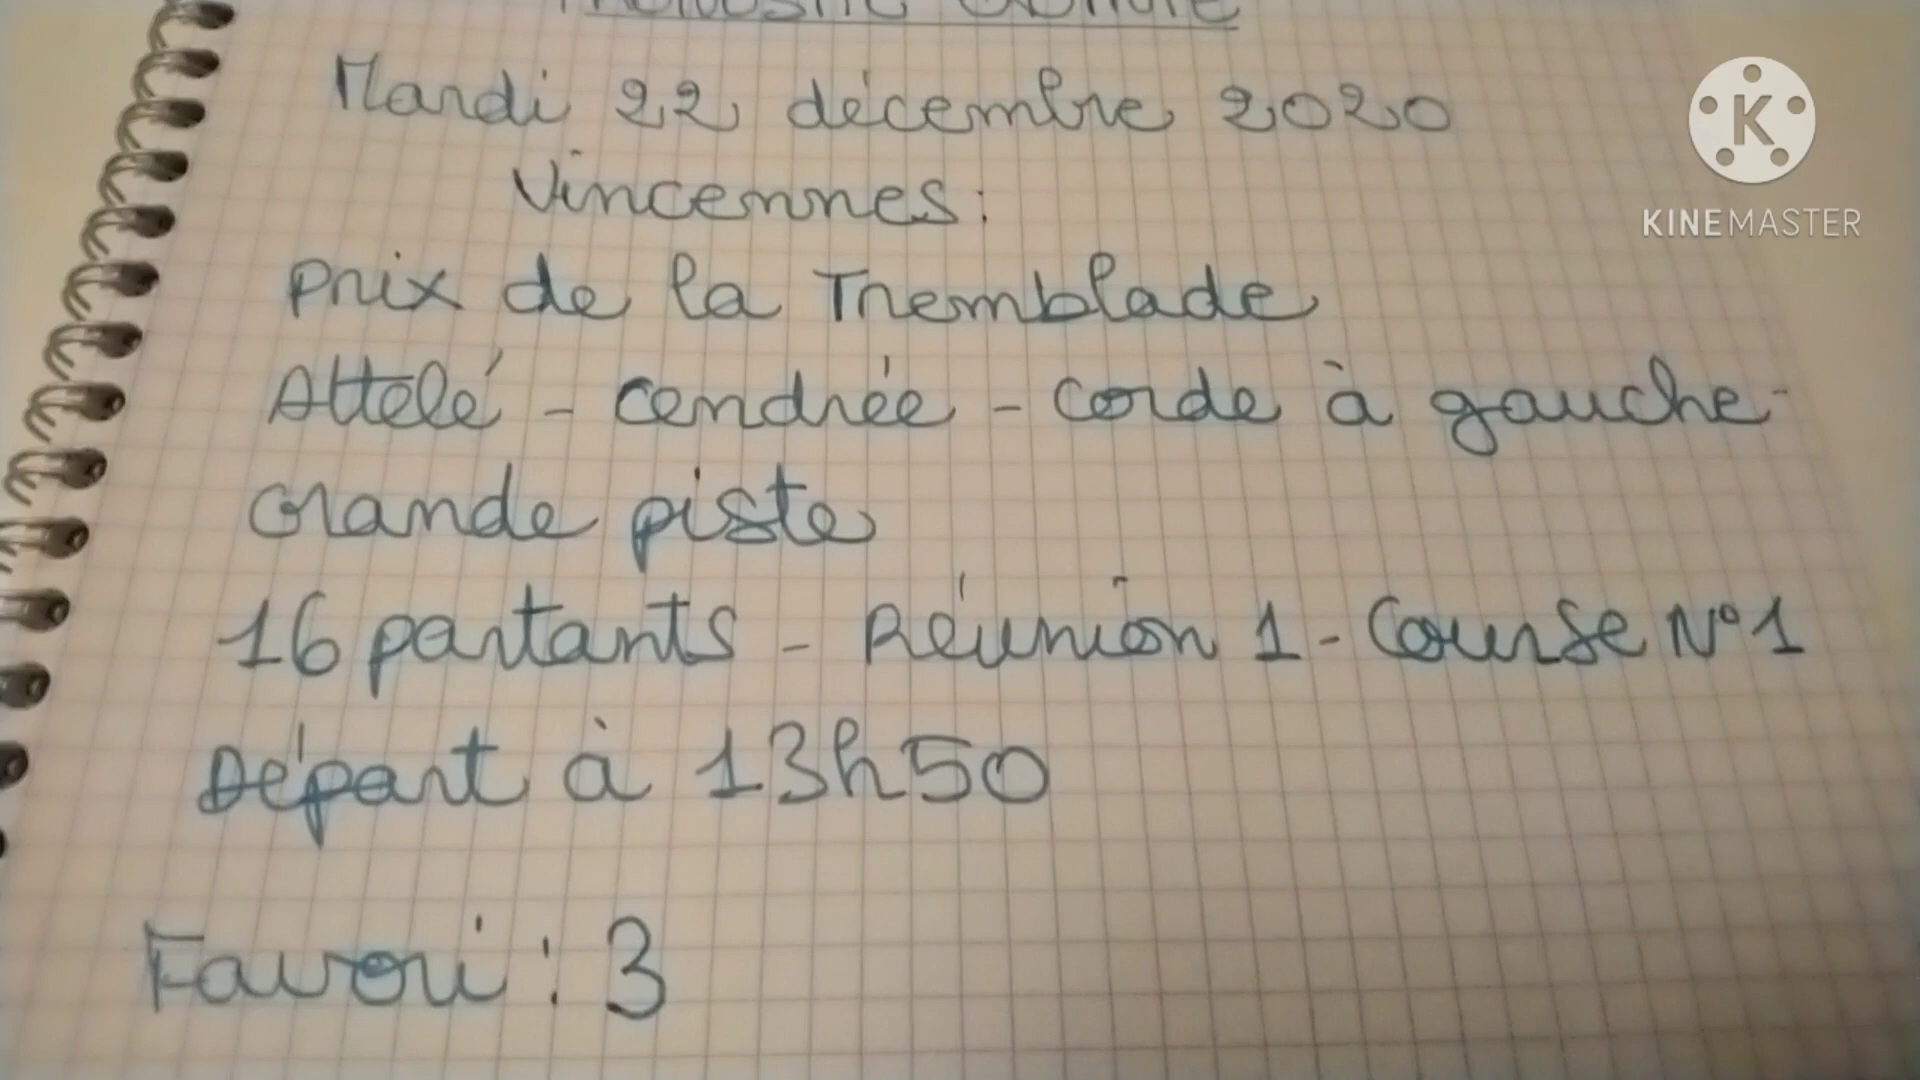 Mardi 22 décembre 2020
Vincennes:
Prix de la Tremblade
Attelé - cendrée - corde à gauche -
Grande piste
16 partants - Réunion 1 - Course N°1
Départ à 13h50
Favori : 3
K
KINEMASTER